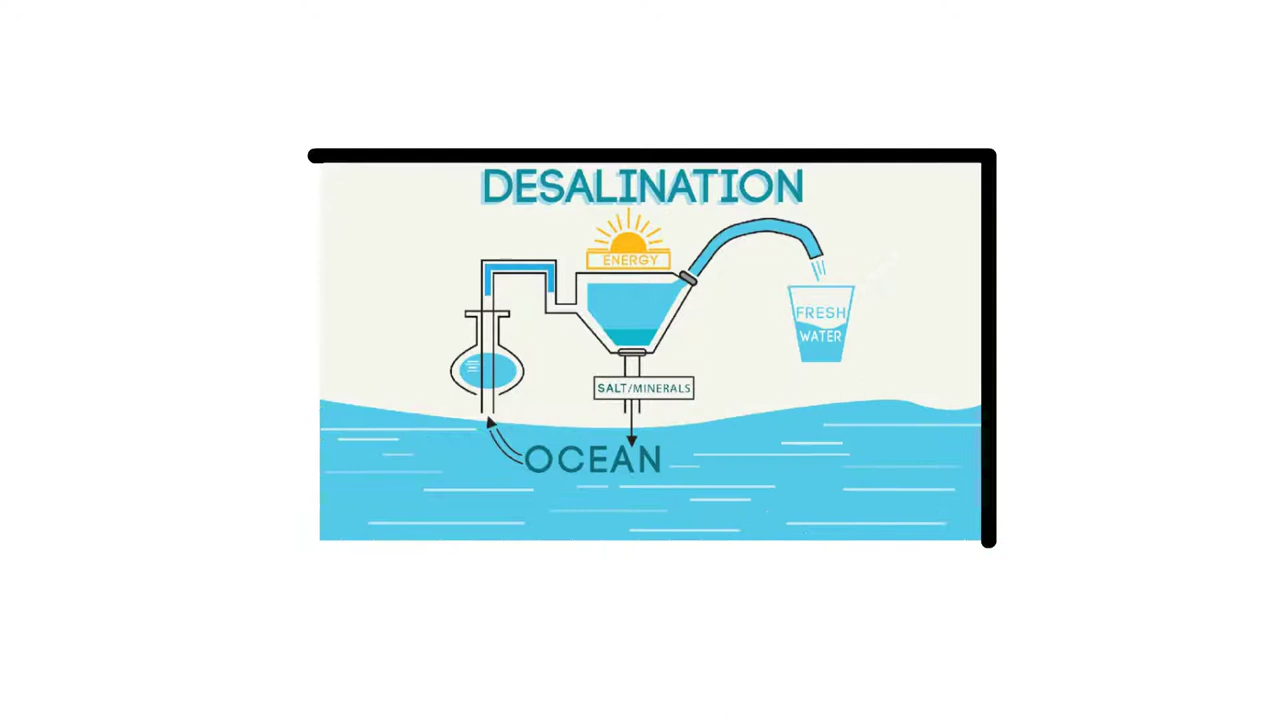 DESALINATION
ENERGY
FRESH
WATER
SALT/MINERALS
OCEAN